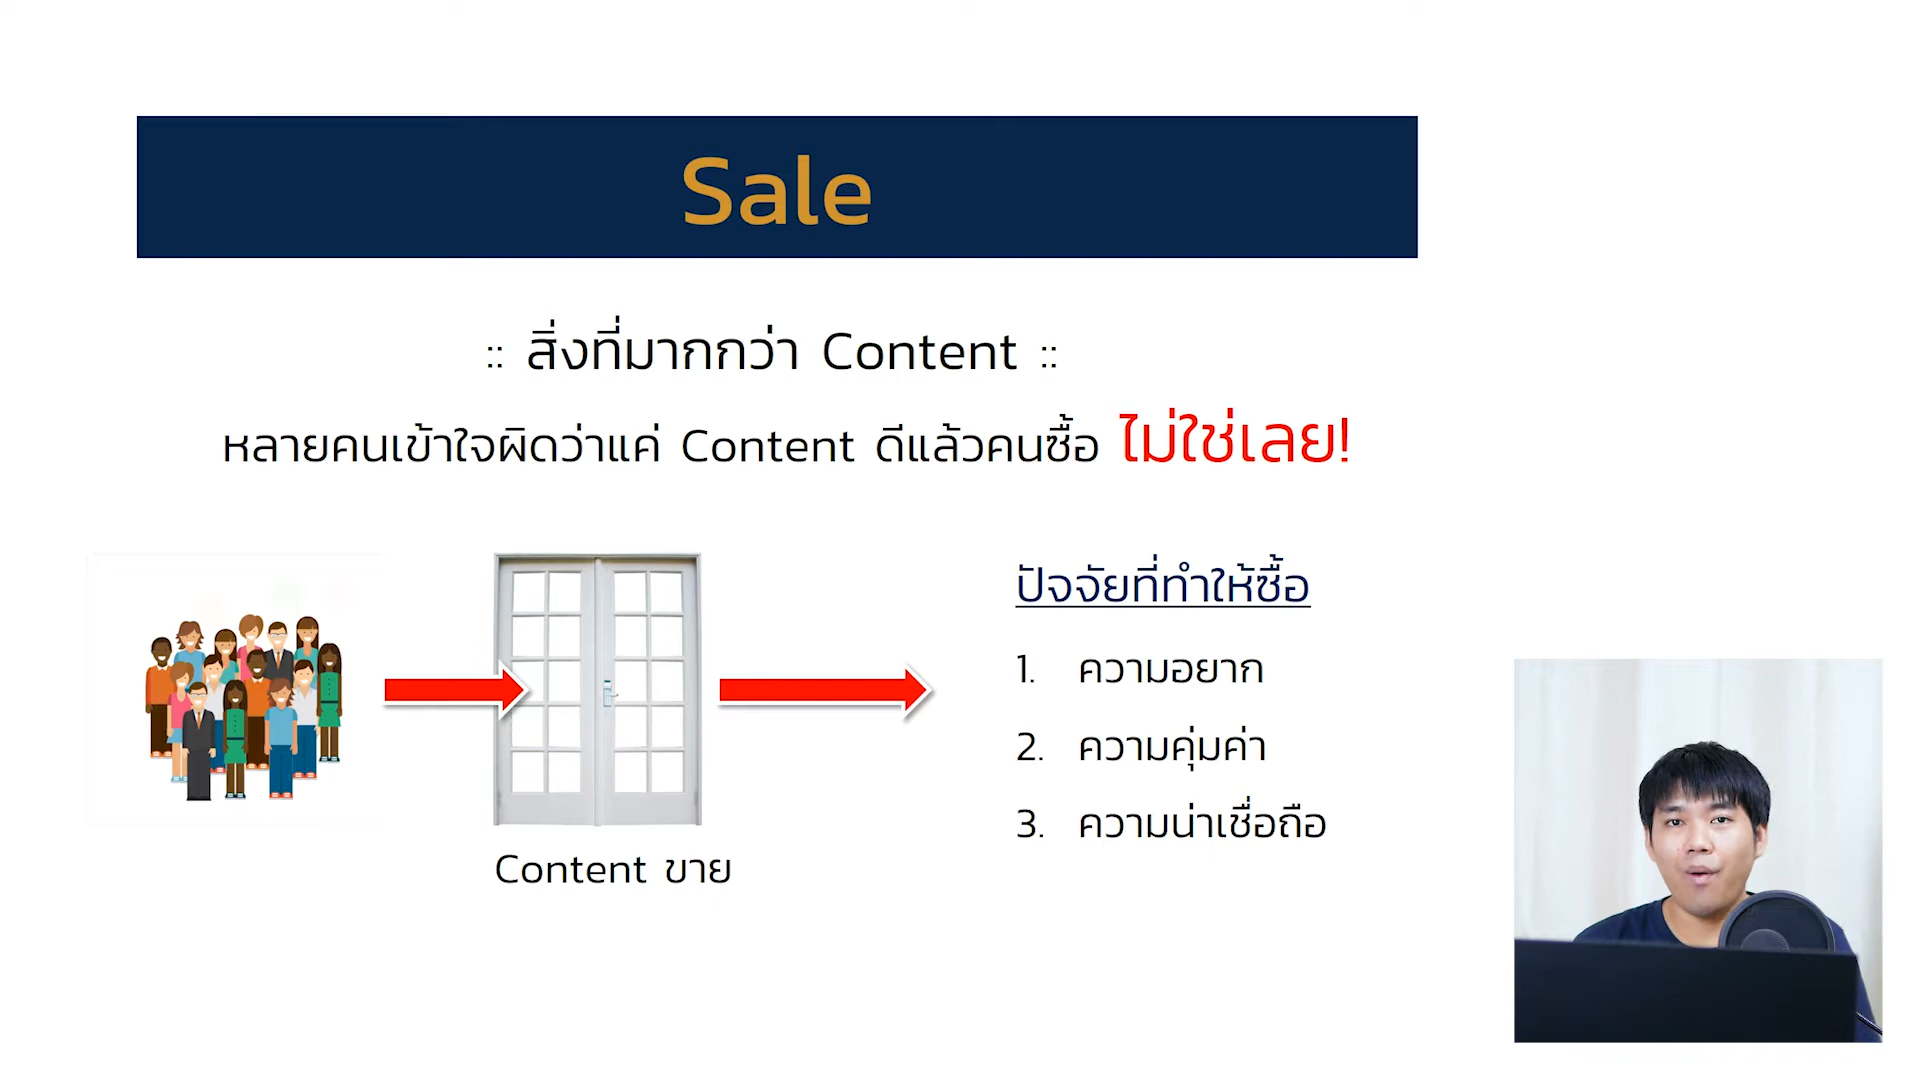 Sale
:: สิ่งที่มากกว่า Content ::
หลายคนเข้าใจผิดว่าแค่ Content ดีแล้วคนซื้อ ไม่ใช่เลย!
ปัจจัยที่ทำให้ซื้อ
1. ความอยาก
2. ความคุ่มค่า
3. ความน่าเชื่อถือ
Content ขาย